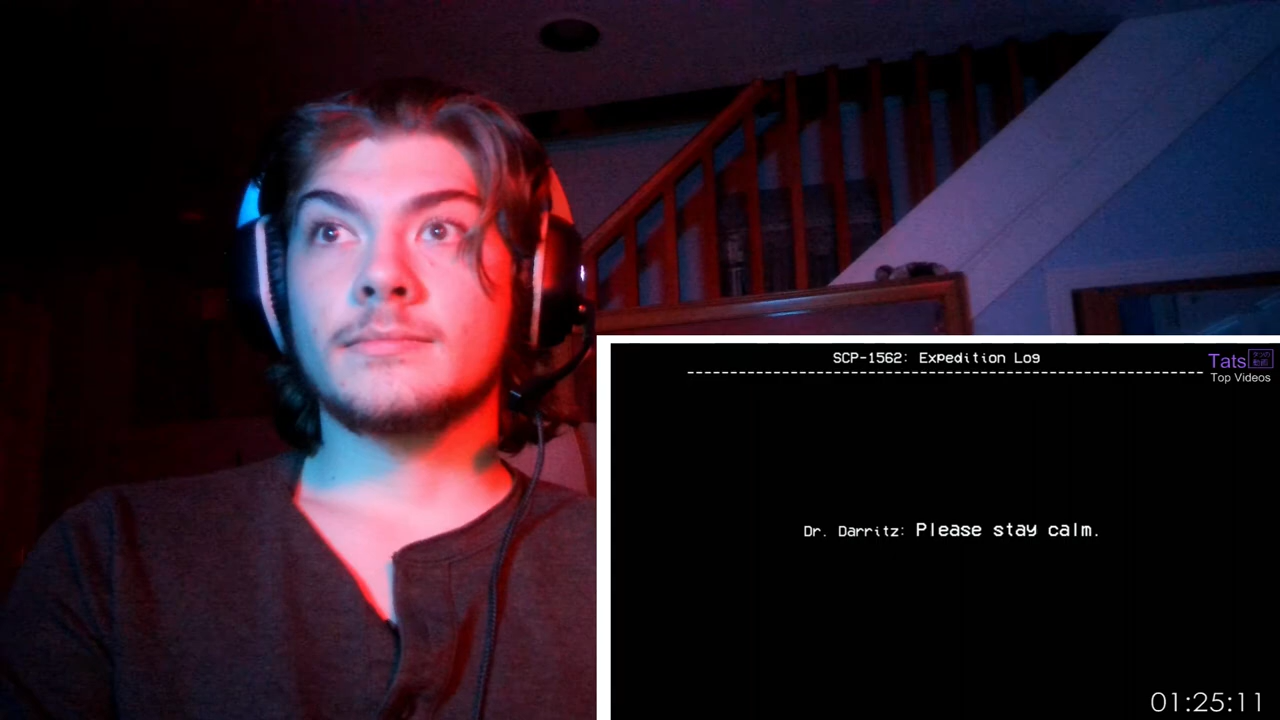 SCP-1562: Expedition Log
--------------------------------------------------------------------------
Tats
Top Videos
Dr. Darritz: Please stay calm.
01:25:11